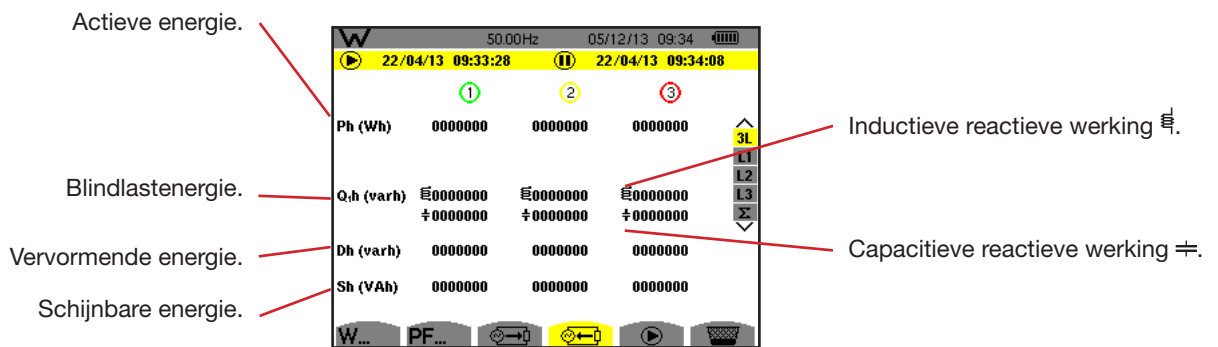 Actieve energie.
W 50.00Hz 05/12/13 09:34
22/04/13 09:33:28 22/04/13 09:34:08
1 2 3
Ph (Wh) 0000000 0000000 0000000
3L
L1
L2
L3
Σ
Inductieve reactieve werking.
Blindlastenergie.
Q₁h (varh) 0000000 0000000 0000000
0000000 0000000 0000000
Vervormende energie.
Dh (varh) 0000000 0000000 0000000
Capacitieve reactieve werking.
Schijnbare energie.
Sh (VAh) 0000000 0000000 0000000
W... PF...